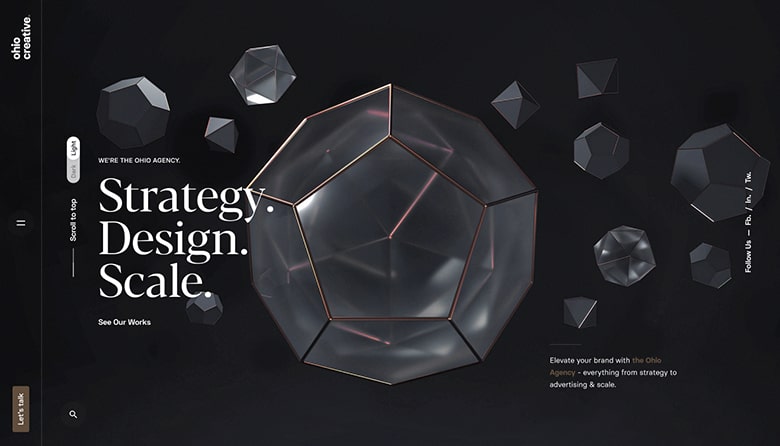 ohio
creative.
Dark Light
Scroll to top
WE'RE THE OHIO AGENCY.
Strategy.
Design.
Scale.
See Our Works
Follow Us — Fb. / In. / Tw.
Elevate your brand with the Ohio
Agency - everything from strategy to
advertising & scale.
Let's talk